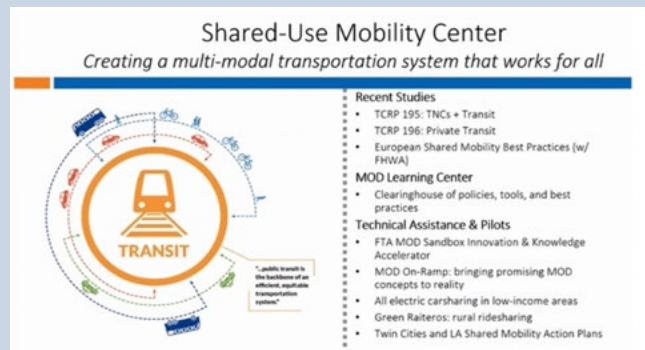 Shared-Use Mobility Center
Creating a multi-modal transportation system that works for all
TRANSIT
"...public transit is
the backbone of an
efficient, equitable
transportation
system."
Recent Studies
• TCRP 195: TNCs + Transit
• TCRP 196: Private Transit
• European Shared Mobility Best Practices (w/
FHWA)
MOD Learning Center
• Clearinghouse of policies, tools, and best
practices
Technical Assistance & Pilots
• FTA MOD Sandbox Innovation & Knowledge
Accelerator
• MOD On-Ramp: bringing promising MOD
concepts to reality
• All electric carsharing in low-income areas
• Green Raiteros: rural ridesharing
• Twin Cities and LA Shared Mobility Action Plans